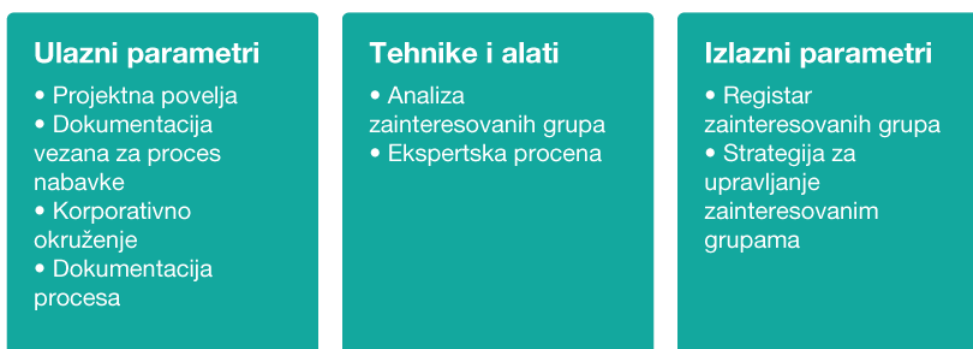 Ulazni parametri
• Projektna povelja
• Dokumentacija
vezana za proces
nabavke
• Korporativno
okruženje
• Dokumentacija
procesa
Tehnike i alati
• Analiza
zainteresovanih grupa
• Ekspertska procena
Izlazni parametri
• Registar
zainteresovanih grupa
• Strategija za
upravljanje
zainteresovanim
grupama